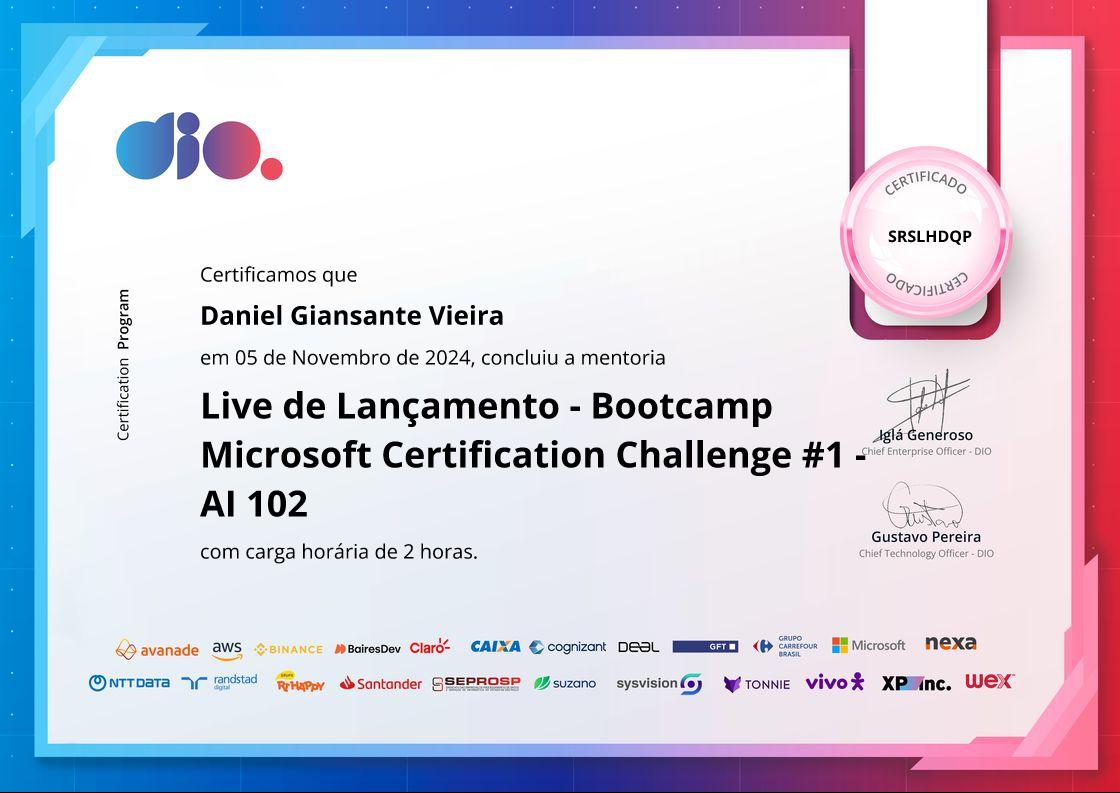 dio.
CERTIFICADO
SRSLHDQP
CERTIFICADO
Certification Program
Certificamos que
Daniel Giansante Vieira
em 05 de Novembro de 2024, concluiu a mentoria
Live de Lançamento - Bootcamp
Microsoft Certification Challenge #1 -
AI 102
com carga horária de 2 horas.
Iglá Generoso
Chief Enterprise Officer - DIO
Gustavo Pereira
Chief Technology Officer - DIO
avanade aws BINANCE BairesDev Claro CAIXA cognizant DEAL GFT GRUPO CARREFOUR BRASIL Microsoft nexa
NTT DATA randstad digital GRUPO RI HAPPY Santander SEPROSP suzano sysvision TONNIE vivo XP inc. wex